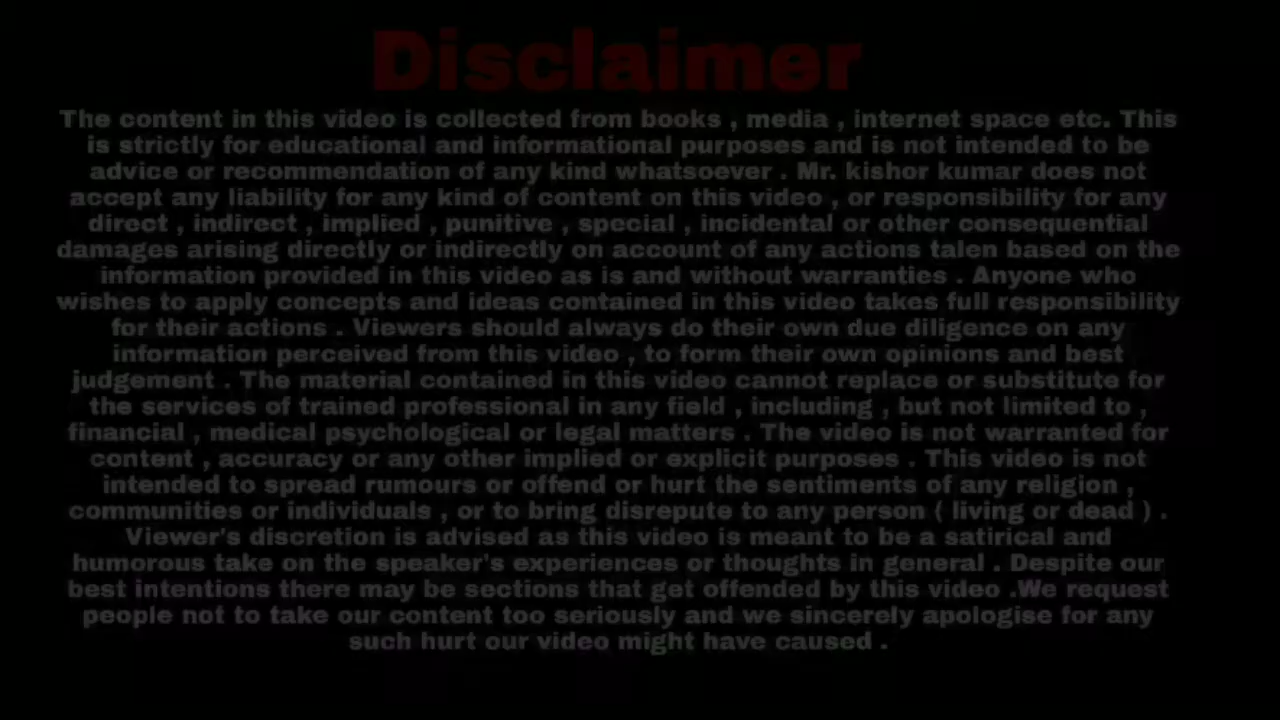 Disclaimer
The content in this video is collected from books , media , internet space etc. This
is strictly for educational and informational purposes and is not intended to be
advice or recommendation of any kind whatsoever . Mr. kishor kumar does not
accept any liability for any kind of content on this video , or responsibility for any
direct , indirect , implied , punitive , special , incidental or other consequential
damages arising directly or indirectly on account of any actions talen based on the
information provided in this video as is and without warranties . Anyone who
wishes to apply concepts and ideas contained in this video takes full responsibility
for their actions . Viewers should always do their own due diligence on any
information perceived from this video , to form their own opinions and best
judgement . The material contained in this video cannot replace or substitute for
the services of trained professional in any field , including , but not limited to ,
financial , medical psychological or legal matters . The video is not warranted for
content , accuracy or any other implied or explicit purposes . This video is not
intended to spread rumours or offend or hurt the sentiments of any religion ,
communities or individuals , or to bring disrepute to any person ( living or dead ) .
Viewer's discretion is advised as this video is meant to be a satirical and
humorous take on the speaker's experiences or thoughts in general . Despite our
best intentions there may be sections that get offended by this video .We request
people not to take our content too seriously and we sincerely apologise for any
such hurt our video might have caused .